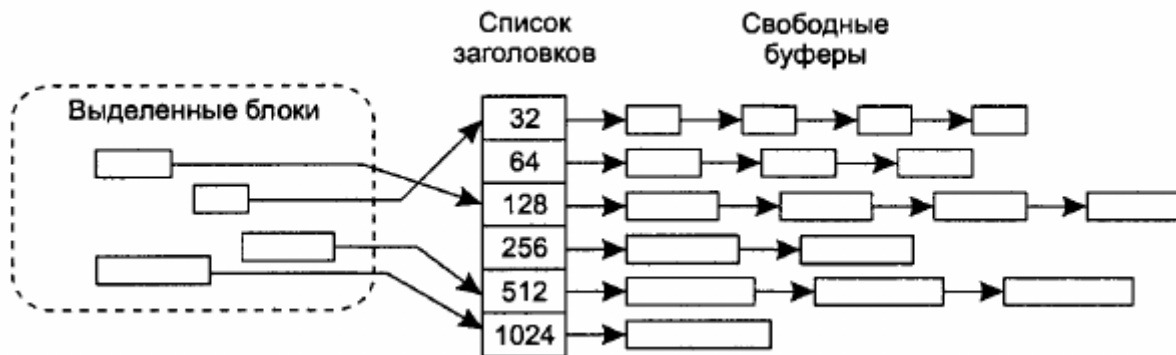 Список
заголовков
Свободные
буферы
Выделенные блоки
32
64
128
256
512
1024